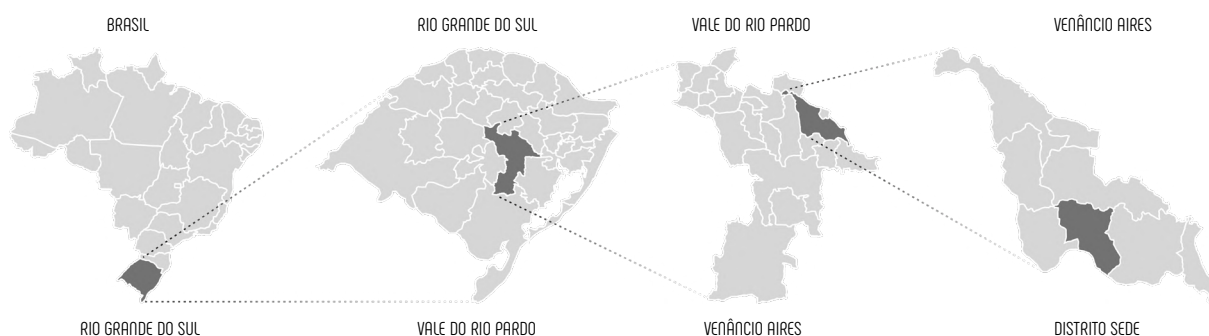 BRASIL
RIO GRANDE DO SUL
VALE DO RIO PARDO
VENÂNCIO AIRES
RIO GRANDE DO SUL
VALE DO RIO PARDO
VENÂNCIO AIRES
DISTRITO SEDE